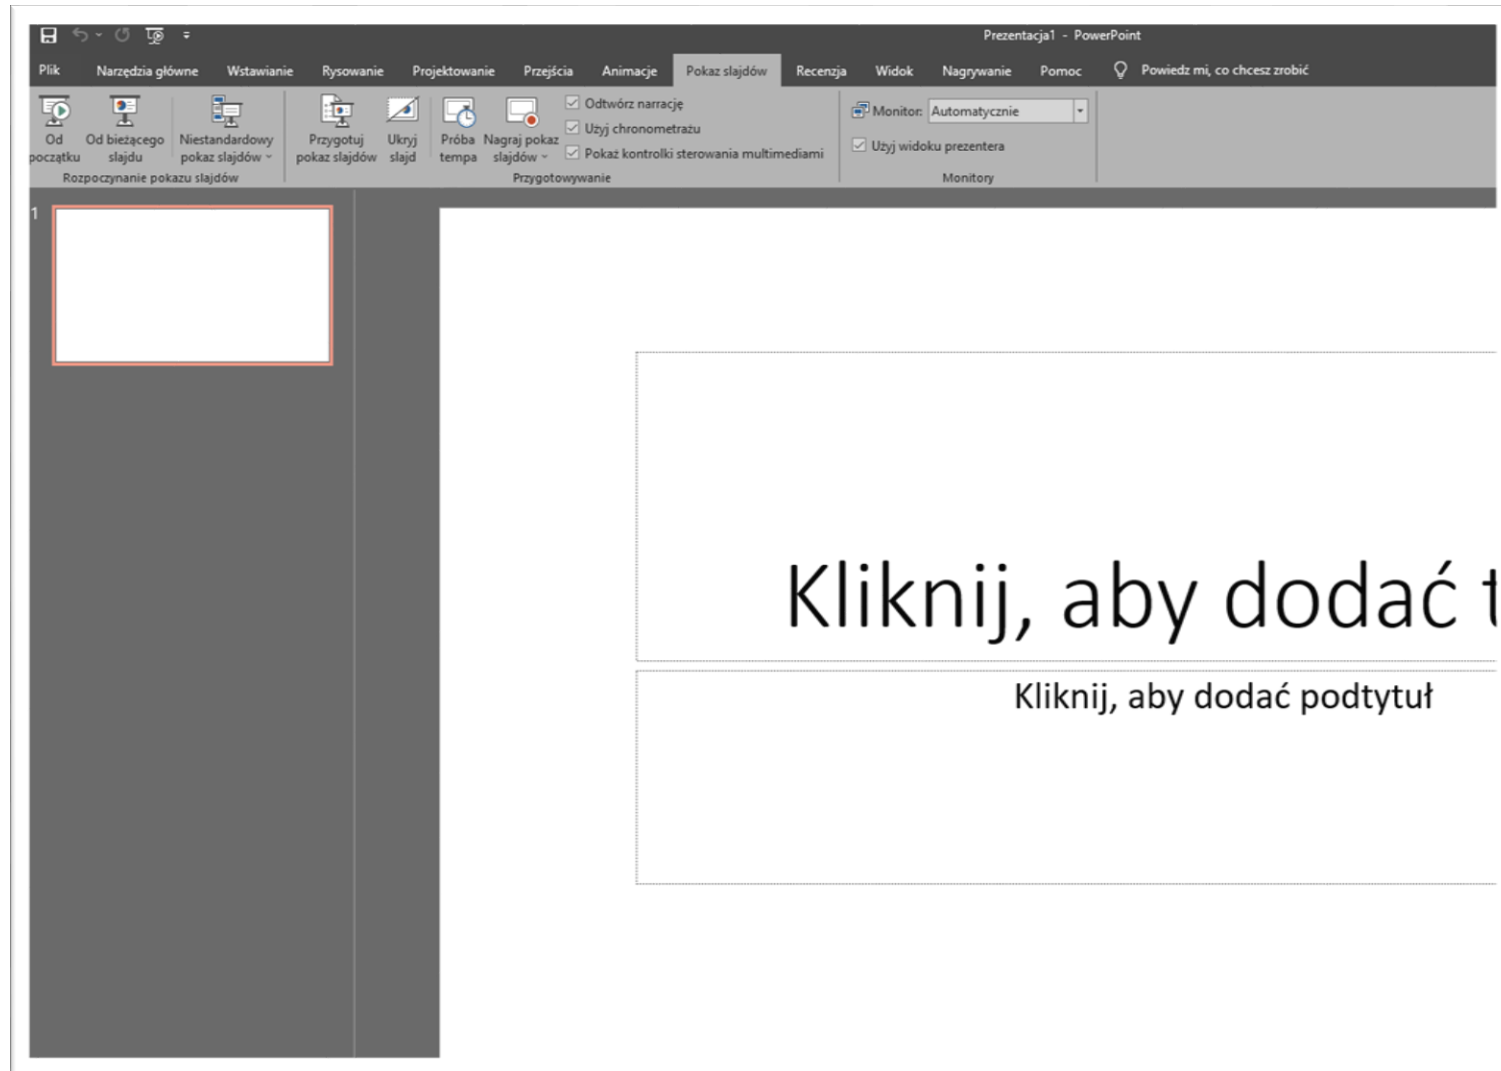 Prezentacja1 - PowerPoint
Plik Narzędzia główne Wstawianie Rysowanie Projektowanie Przejścia Animacje Pokaz slajdów Recenzja Widok Nagrywanie Pomoc Powiedz mi, co chcesz zrobić
Od początku
Od bieżącego slajdu
Niestandardowy pokaz slajdów
Rozpoczynanie pokazu slajdów
Przygotuj pokaz slajdów
Ukryj slajd
Próba tempa
Nagraj pokaz slajdów
Odtwórz narrację
Użyj chronometrażu
Pokaż kontrolki sterowania multimediami
Przygotowywanie
Monitor: Automatycznie
Użyj widoku prezentera
Monitory
1
Kliknij, aby dodać t
Kliknij, aby dodać podtytuł